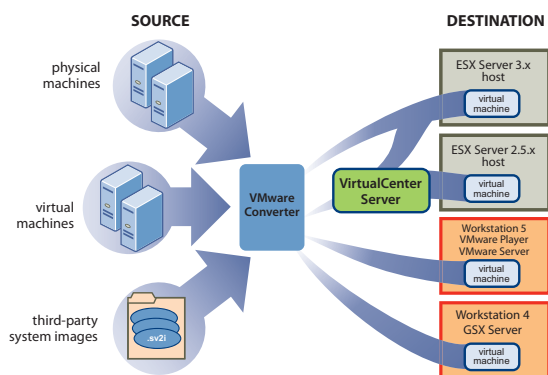 SOURCE
DESTINATION
physical
machines
virtual
machines
third-party
system images
.sv2i
VMware
Converter
VirtualCenter
Server
ESX Server 3.x
host
virtual
machine
ESX Server 2.5.x
host
virtual
machine
Workstation 5
VMware Player
VMware Server
virtual
machine
Workstation 4
GSX Server
virtual
machine